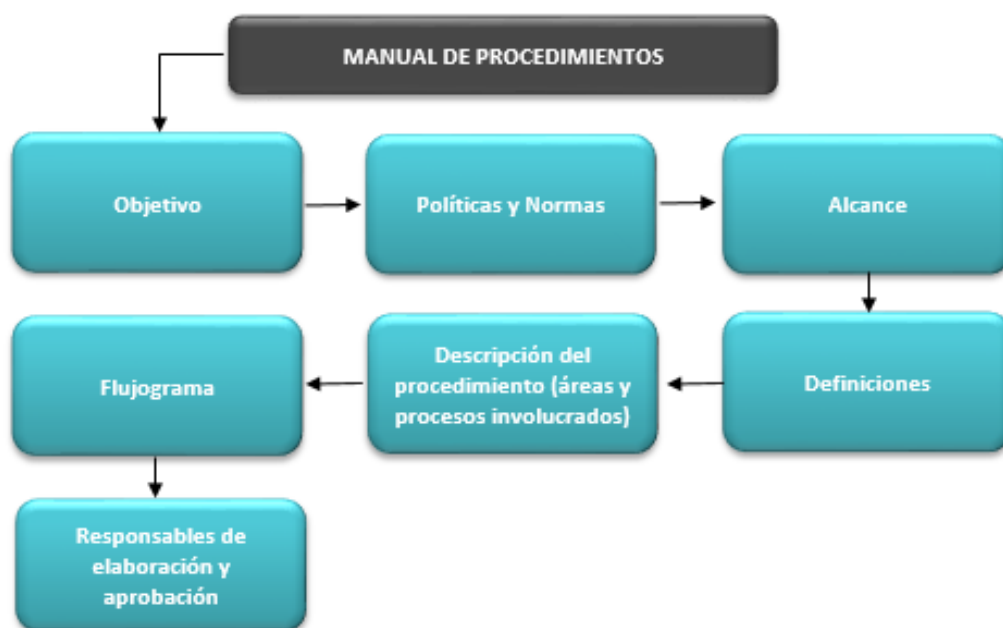 MANUAL DE PROCEDIMIENTOS
Objetivo
Políticas y Normas
Alcance
Definiciones
Descripción del
procedimiento (áreas y
procesos involucrados)
Flujograma
Responsables de
elaboración y
aprobación